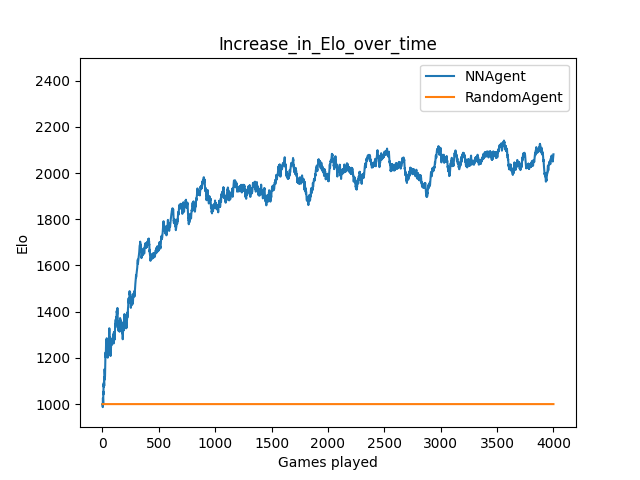 Increase_in_Elo_over_time
NNAgent
RandomAgent
2400
2200
2000
1800
1600
1400
1200
1000
Elo
0 500 1000 1500 2000 2500 3000 3500 4000
Games played